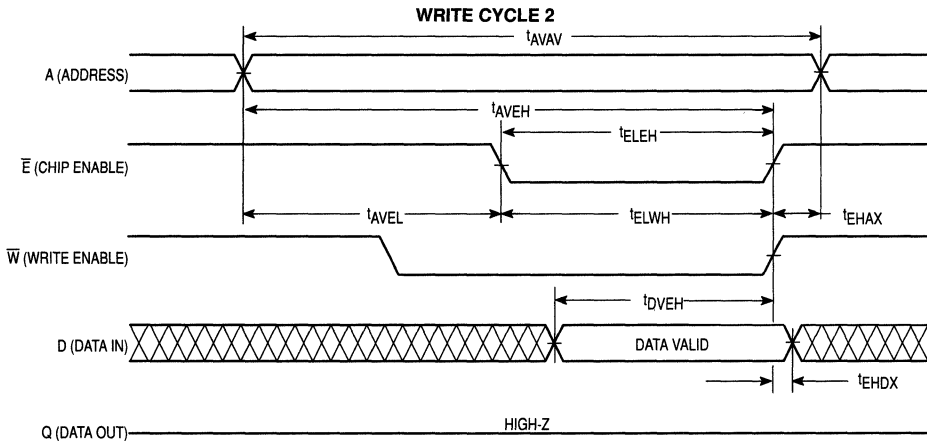 WRITE CYCLE 2
tAVAV
A (ADDRESS)
tAVEH
tELEH
E̅ (CHIP ENABLE)
tAVEL
tELWH
tEHAX
W̅ (WRITE ENABLE)
tDVEH
D (DATA IN)
DATA VALID
tEHDX
Q (DATA OUT)
HIGH-Z